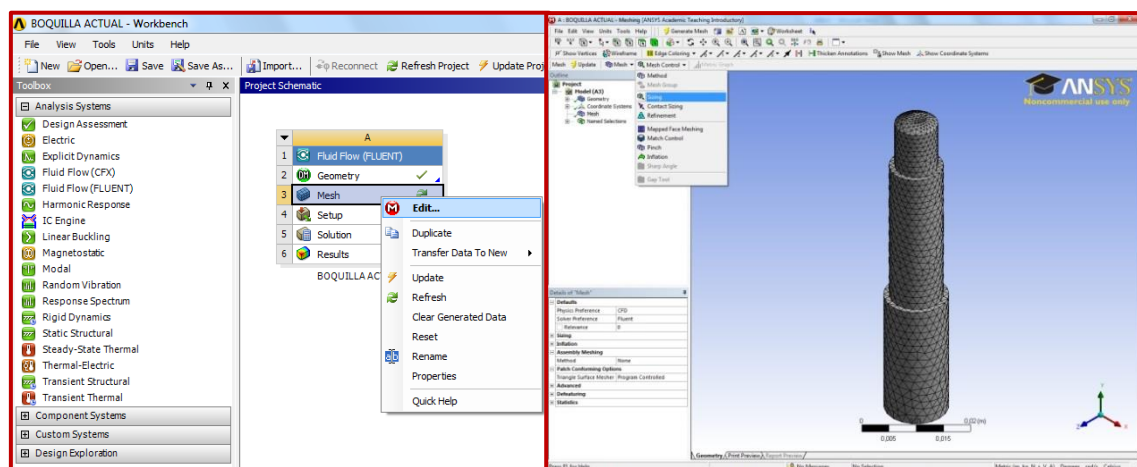 BOQUILLA ACTUAL - Workbench
File View Tools Units Help
New Open... Save Save As... Import... Reconnect Refresh Project Update Proj
Toolbox
Project Schematic
Analysis Systems
Design Assessment
Electric
Explicit Dynamics
Fluid Flow (CFX)
Fluid Flow (FLUENT)
Harmonic Response
IC Engine
Linear Buckling
Magnetostatic
Modal
Random Vibration
Response Spectrum
Rigid Dynamics
Static Structural
Steady-State Thermal
Thermal-Electric
Transient Structural
Transient Thermal
Component Systems
Custom Systems
Design Exploration
A
1 Fluid Flow (FLUENT)
2 Geometry
3 Mesh
4 Setup
5 Solution
6 Results
BOQUILLA AC
Edit...
Duplicate
Transfer Data To New
Update
Refresh
Clear Generated Data
Reset
Rename
Properties
Quick Help
A : BOQUILLA ACTUAL - Meshing [ANSYS Academic Teaching Introductory]
File Edit View Units Tools Help Generate Mesh Worksheet
Show Vertices Wireframe Edge Coloring Thicken Annotations Show Mesh Show Coordinate Systems
Mesh Update Mesh Mesh Control
Outline
Project
Model (A3)
Geometry
Coordinate Systems
Mesh
Named Selections
Method
Mesh Group
Sizing
Contact Sizing
Refinement
Mapped Face Meshing
Match Control
Pinch
Inflation
Sharp Angle
Gap Tool
ANSYS
Noncommercial use only
Details of "Mesh"
Defaults
Physics Preference CFD
Solver Preference Fluent
Relevance 0
Sizing
Inflation
Assembly Meshing
Method None
Patch Conforming Options
Triangle Surface Mesher Program Controlled
Advanced
Defeaturing
Statistics
0 0,02 (m)
0,005 0,015
Y
Z X
Geometry Print Preview Report Preview
No Messages No Selection